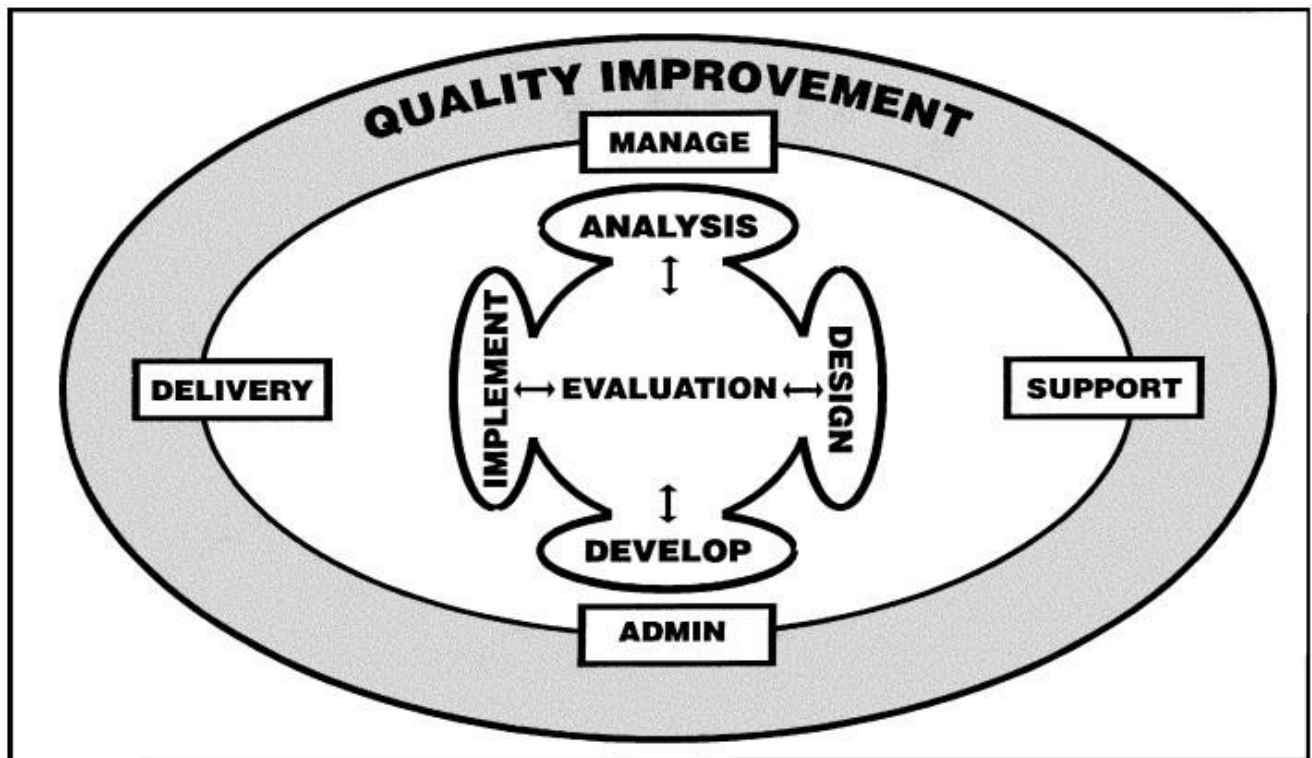 QUALITY IMPROVEMENT
MANAGE
ANALYSIS
IMPLEMENT
DESIGN
DELIVERY
EVALUATION
SUPPORT
DEVELOP
ADMIN